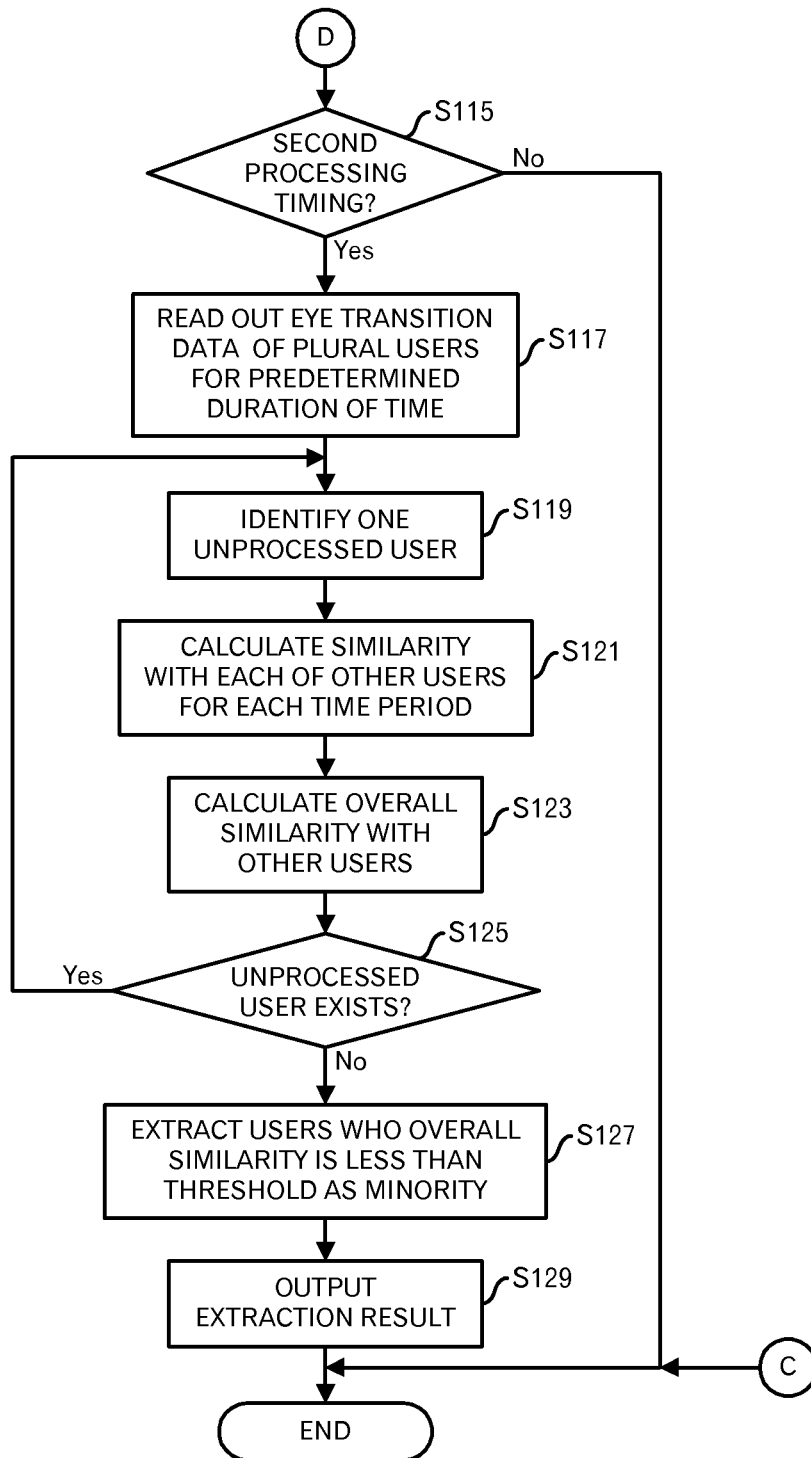 D
S115
SECOND
PROCESSING
TIMING?
No
Yes
READ OUT EYE TRANSITION
DATA OF PLURAL USERS
FOR PREDETERMINED
DURATION OF TIME
S117
IDENTIFY ONE
UNPROCESSED USER
S119
CALCULATE SIMILARITY
WITH EACH OF OTHER USERS
FOR EACH TIME PERIOD
S121
CALCULATE OVERALL
SIMILARITY WITH
OTHER USERS
S123
S125
Yes
UNPROCESSED
USER EXISTS?
No
EXTRACT USERS WHO OVERALL
SIMILARITY IS LESS THAN
THRESHOLD AS MINORITY
S127
OUTPUT
EXTRACTION RESULT
S129
C
END